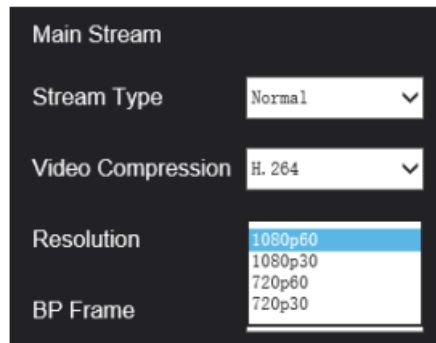 Main Stream
Stream Type Normal
Video Compression H.264
Resolution 1080p60
1080p30
720p60
720p30
BP Frame